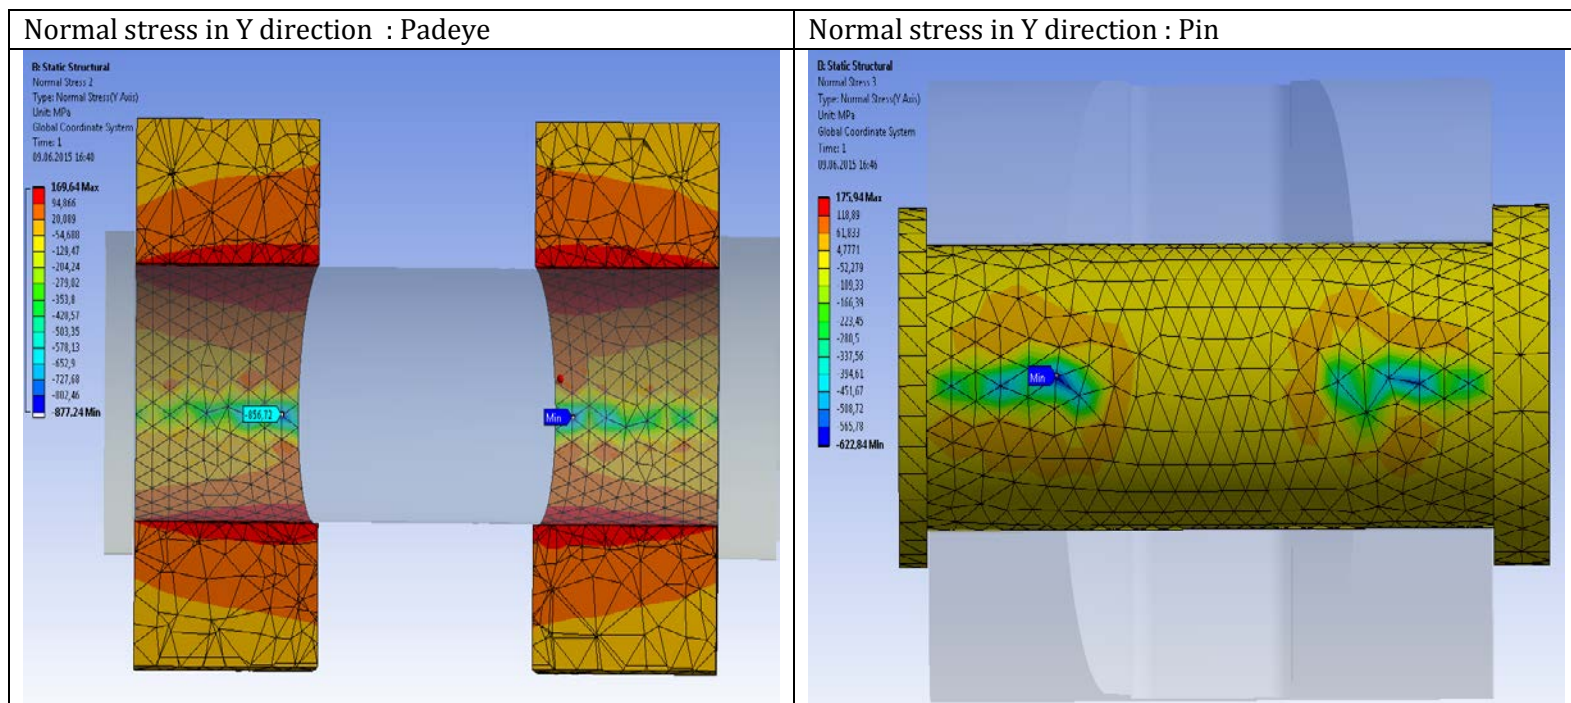 Normal stress in Y direction : Padeye
B: Static Structural
Normal Stress 2
Type: Normal Stress(Y Axis)
Unit: MPa
Global Coordinate System
Time: 1
09.06.2015 16:40
169,64 Max
94,866
20,089
-54,688
-129,47
-204,24
-279,02
-353,8
-428,57
-503,35
-578,13
-652,9
-727,68
-802,46
-877,24 Min
-856,72
Min
Normal stress in Y direction : Pin
B: Static Structural
Normal Stress 3
Type: Normal Stress(Y Axis)
Unit: MPa
Global Coordinate System
Time: 1
09.06.2015 16:46
175,94 Max
118,89
61,833
4,7771
-52,279
-109,33
-166,39
-223,45
-280,5
-337,56
-394,61
-451,67
-508,72
-565,78
-622,84 Min
Min